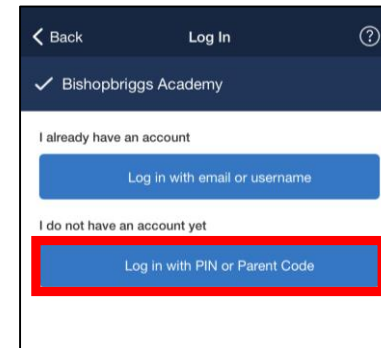 Back Log In ?
Bishopbriggs Academy
I already have an account
Log in with email or username
I do not have an account yet
Log in with PIN or Parent Code